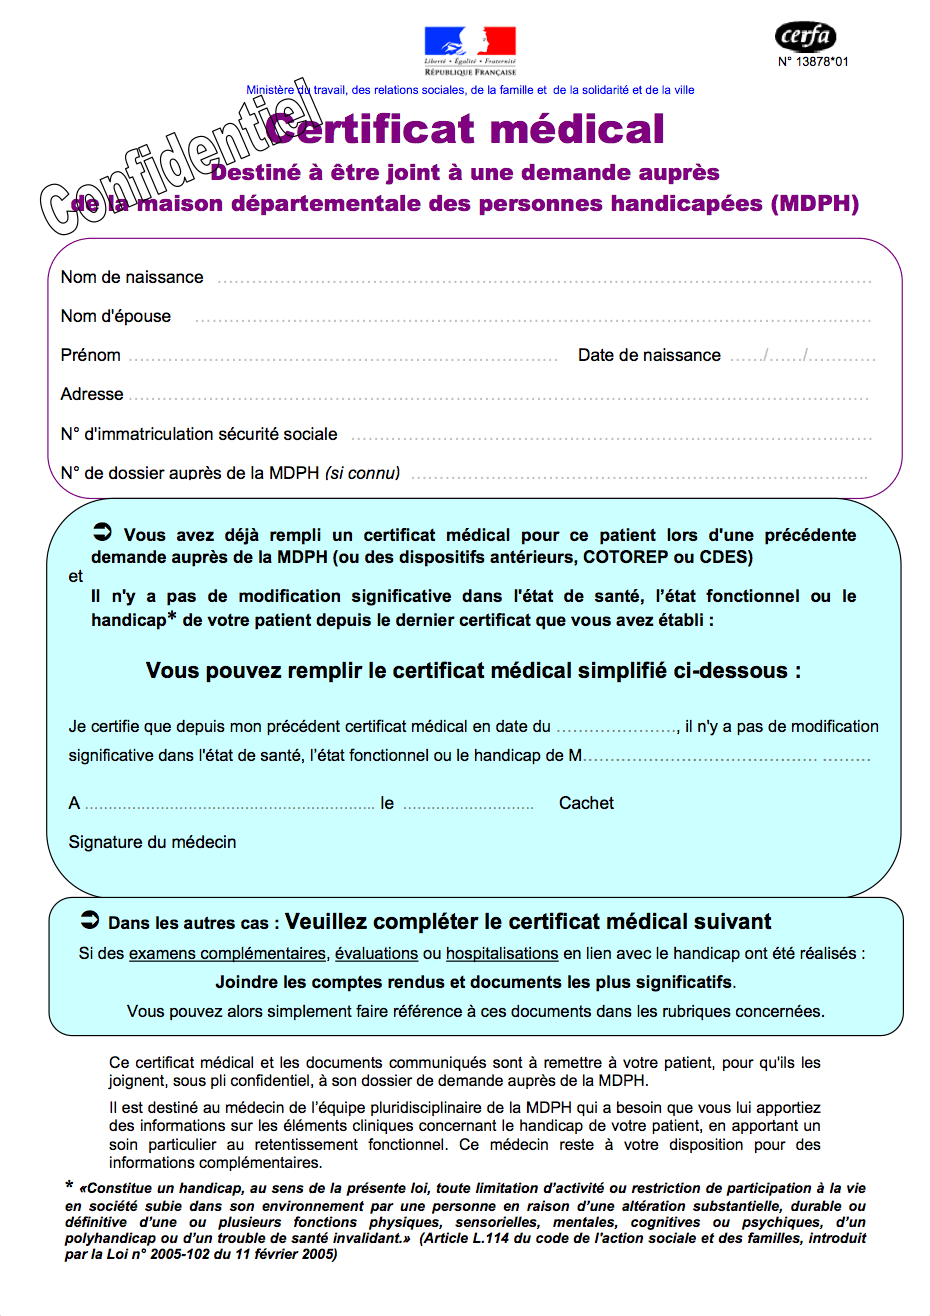 cerfa
Liberté • Égalité • Fraternité
RÉPUBLIQUE FRANÇAISE
N° 13878*01
Ministère du travail, des relations sociales, de la famille et de la solidarité et de la ville
Confidentiel
Certificat médical
Destiné à être joint à une demande auprès
de la maison départementale des personnes handicapées (MDPH)
Nom de naissance ..........................................................................
Nom d'épouse ..........................................................................
Prénom .................................................. Date de naissance ....../....../...........
Adresse ..........................................................................
N° d'immatriculation sécurité sociale ............................................................
N° de dossier auprès de la MDPH (si connu) ............................................................
➲ Vous avez déjà rempli un certificat médical pour ce patient lors d'une précédente
demande auprès de la MDPH (ou des dispositifs antérieurs, COTOREP ou CDES)
et
Il n'y a pas de modification significative dans l'état de santé, l’état fonctionnel ou le
handicap* de votre patient depuis le dernier certificat que vous avez établi :
Vous pouvez remplir le certificat médical simplifié ci-dessous :
Je certifie que depuis mon précédent certificat médical en date du ......................, il n'y a pas de modification
significative dans l'état de santé, l’état fonctionnel ou le handicap de M.......................................... .........
A ........................................................ le ......................... Cachet
Signature du médecin
➲ Dans les autres cas : Veuillez compléter le certificat médical suivant
Si des examens complémentaires, évaluations ou hospitalisations en lien avec le handicap ont été réalisés :
Joindre les comptes rendus et documents les plus significatifs.
Vous pouvez alors simplement faire référence à ces documents dans les rubriques concernées.
Ce certificat médical et les documents communiqués sont à remettre à votre patient, pour qu'ils les
joignent, sous pli confidentiel, à son dossier de demande auprès de la MDPH.
Il est destiné au médecin de l’équipe pluridisciplinaire de la MDPH qui a besoin que vous lui apportiez
des informations sur les éléments cliniques concernant le handicap de votre patient, en apportant un
soin particulier au retentissement fonctionnel. Ce médecin reste à votre disposition pour des
informations complémentaires.
* «Constitue un handicap, au sens de la présente loi, toute limitation d’activité ou restriction de participation à la vie
en société subie dans son environnement par une personne en raison d’une altération substantielle, durable ou
définitive d’une ou plusieurs fonctions physiques, sensorielles, mentales, cognitives ou psychiques, d’un
polyhandicap ou d’un trouble de santé invalidant.» (Article L.114 du code de l'action sociale et des familles, introduit
par la Loi n° 2005-102 du 11 février 2005)